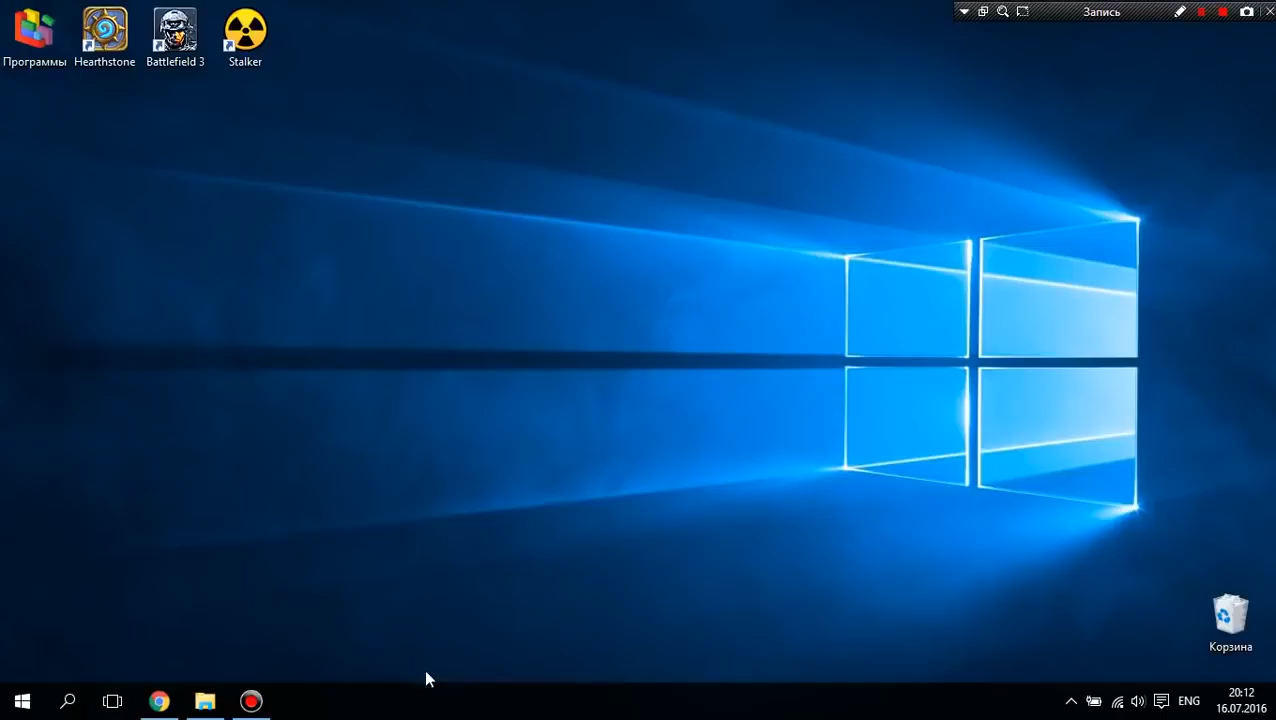 Запись
Программы
Hearthstone
Battlefield 3
Stalker
Корзина
ENG
20:12
16.07.2016